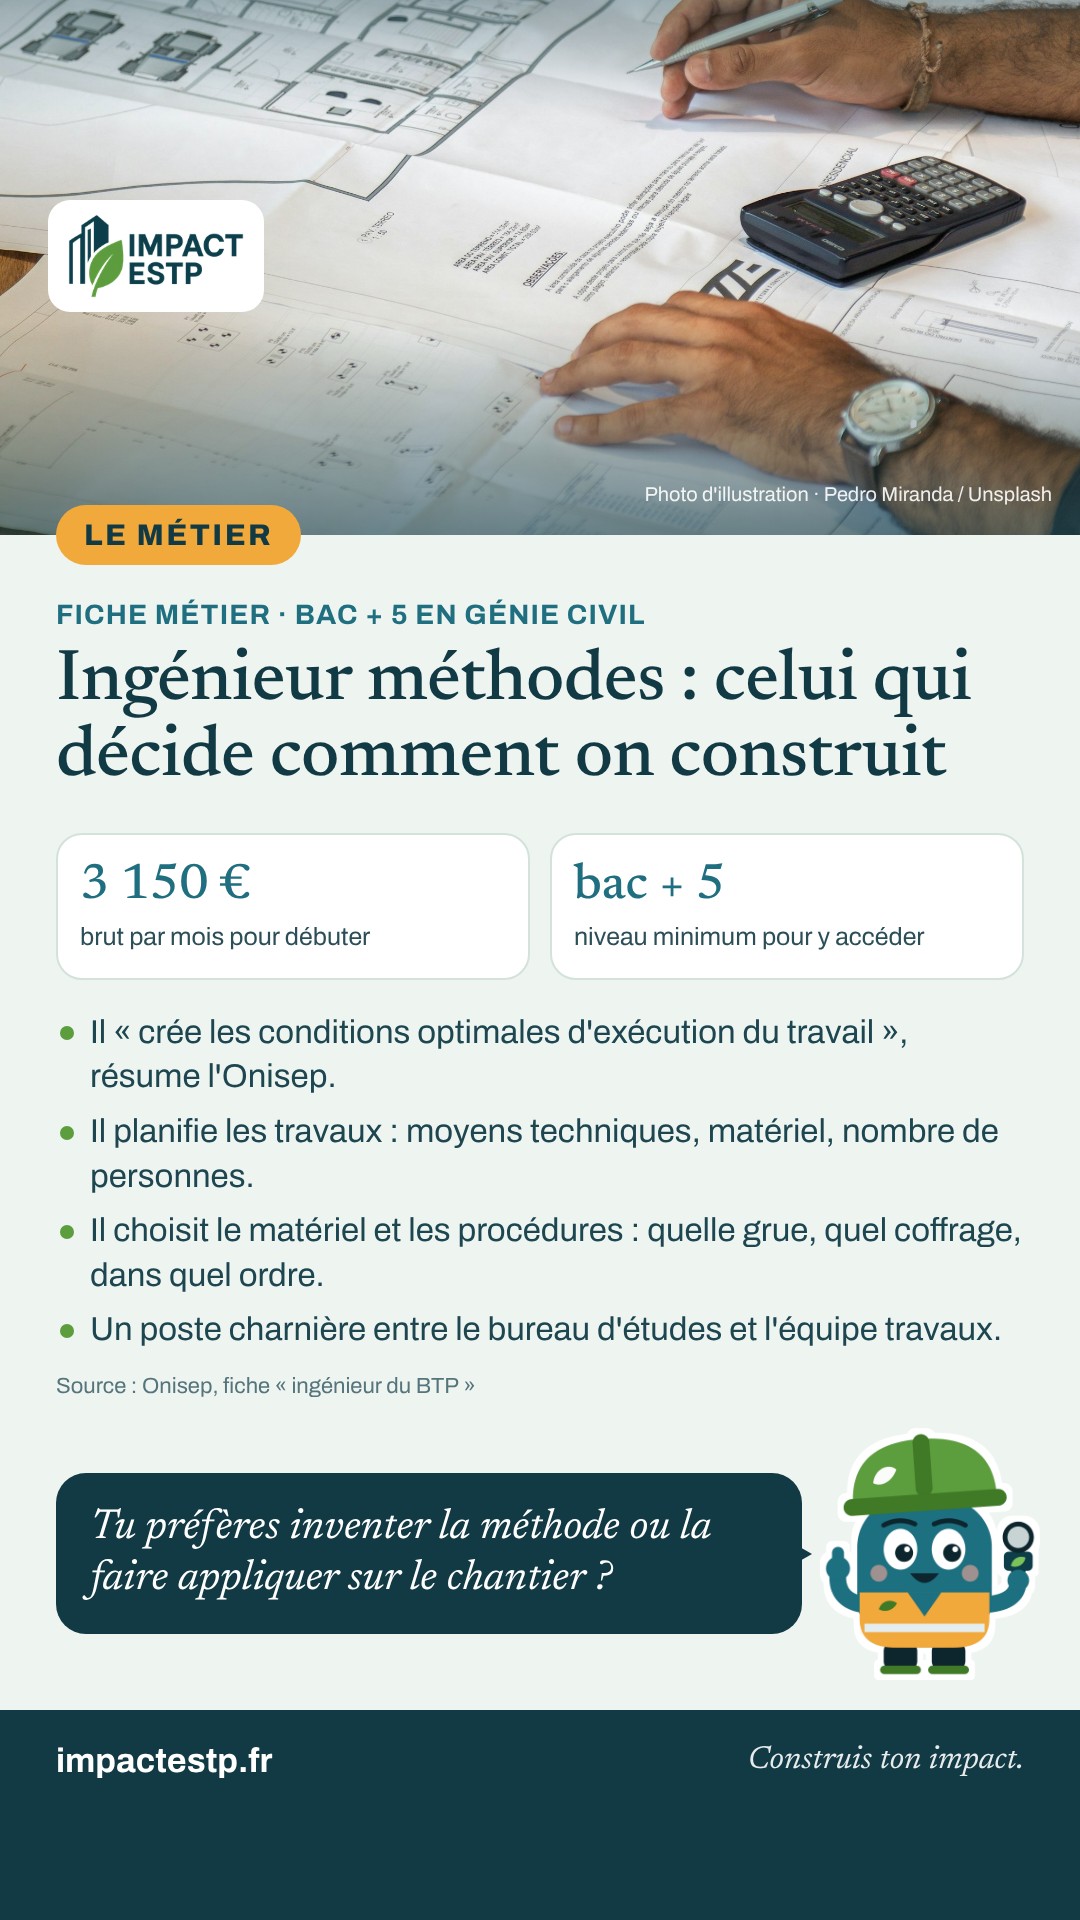 OBSERVAÇÕES:
IMPACT
ESTP
Photo d'illustration · Pedro Miranda / Unsplash
LE MÉTIER
FICHE MÉTIER · BAC + 5 EN GÉNIE CIVIL
Ingénieur méthodes : celui qui
décide comment on construit
3 150 €
brut par mois pour débuter
bac + 5
niveau minimum pour y accéder
Il « crée les conditions optimales d'exécution du travail »,
résume l'Onisep.
Il planifie les travaux : moyens techniques, matériel, nombre de
personnes.
Il choisit le matériel et les procédures : quelle grue, quel coffrage,
dans quel ordre.
Un poste charnière entre le bureau d'études et l'équipe travaux.
Source : Onisep, fiche « ingénieur du BTP »
Tu préfères inventer la méthode ou la
faire appliquer sur le chantier ?
impactestp.fr
Construis ton impact.